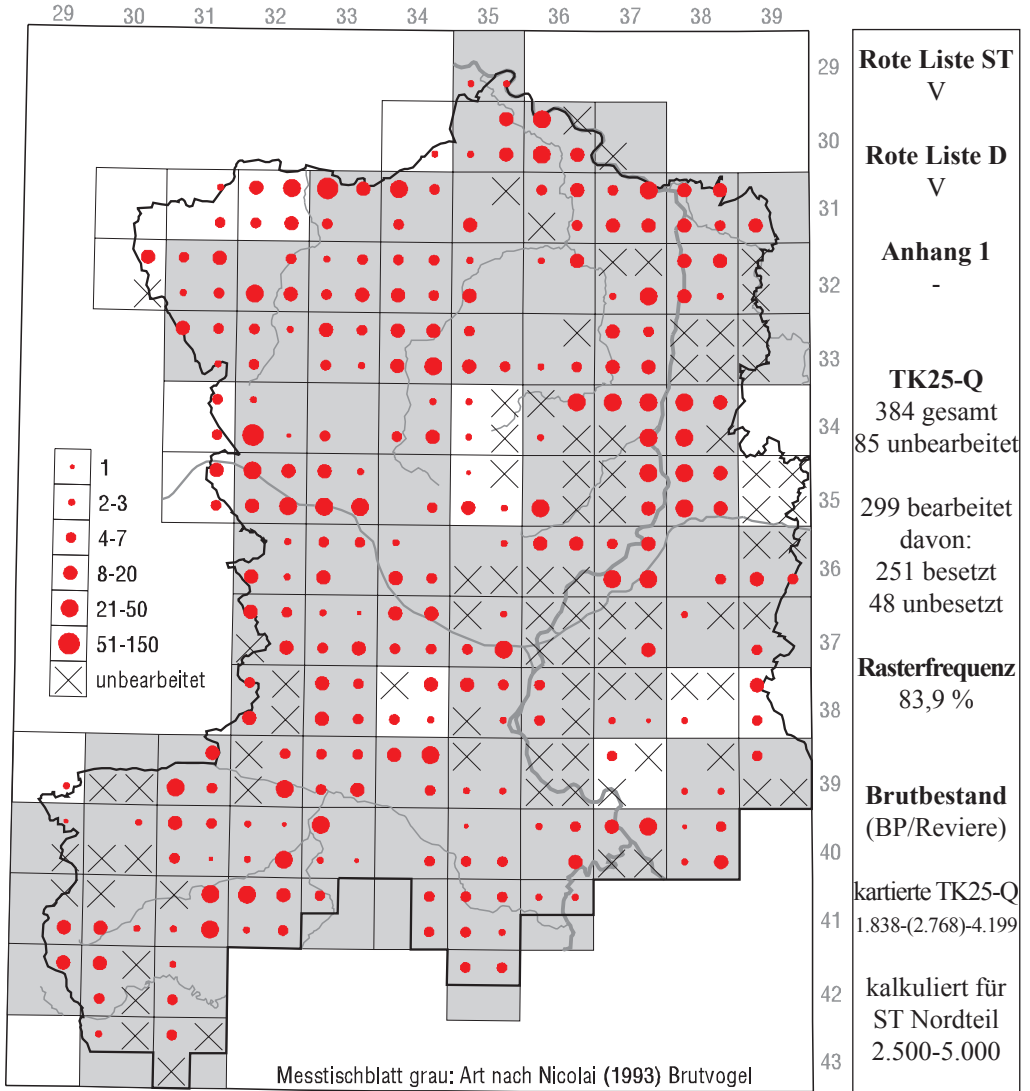 30 31 32 33 34 35 36 37 38 39
29
30
31
32
33
34
35
36
37
38
39
29 30 31
39
40
41
42
43
1
2-3
4-7
8-20
21-50
51-150
unbearbeitet
Messtischblatt grau: Art nach Nicolai (1993) Brutvogel
Rote Liste ST
V
Rote Liste D
V
Anhang 1
-
TK25-Q
384 gesamt
85 unbearbeitet
299 bearbeitet
davon:
251 besetzt
48 unbesetzt
Rasterfrequenz
83,9 %
Brutbestand
(BP/Reviere)
kartierte TK25-Q
1.838-(2.768)-4.199
kalkuliert für
ST Nordteil
2.500-5.000